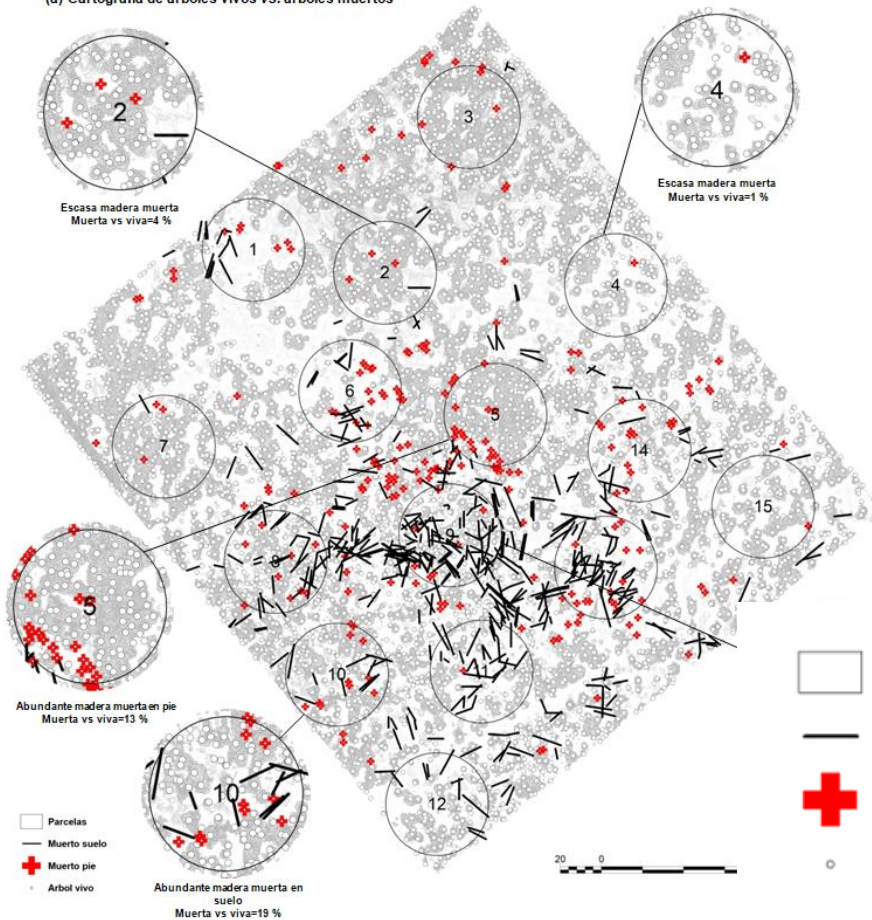 (a) Cartografía de árboles vivos vs. árboles muertos
2
Escasa madera muerta
Muerta vs viva=4 %
4
Escasa madera muerta
Muerta vs viva=1 %
3
1
2
4
6
5
7
14
15
9
8
5
Abundante madera muerta en pie
Muerta vs viva=13 %
10
11
10
Abundante madera muerta en
suelo
Muerta vs viva=19 %
12
Parcelas
Muerto suelo
Muerto pie
Arbol vivo
20 0